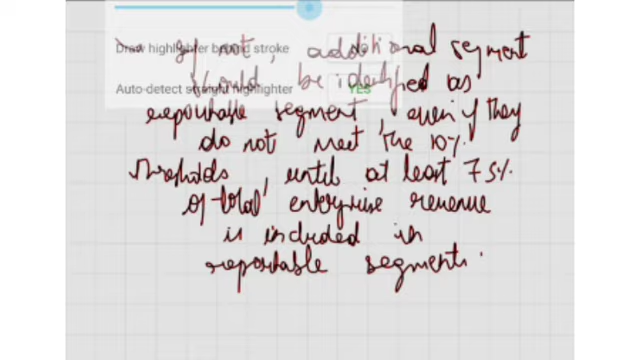 Draw highlighter behind stroke NO
If not, additional segment
Auto-detect straight highlighter YES
should be identified as
reportable segment, even if they
do not meet the 10%
thresholds, until at least 75%
of total enterprise revenue
is included in
reportable segments.